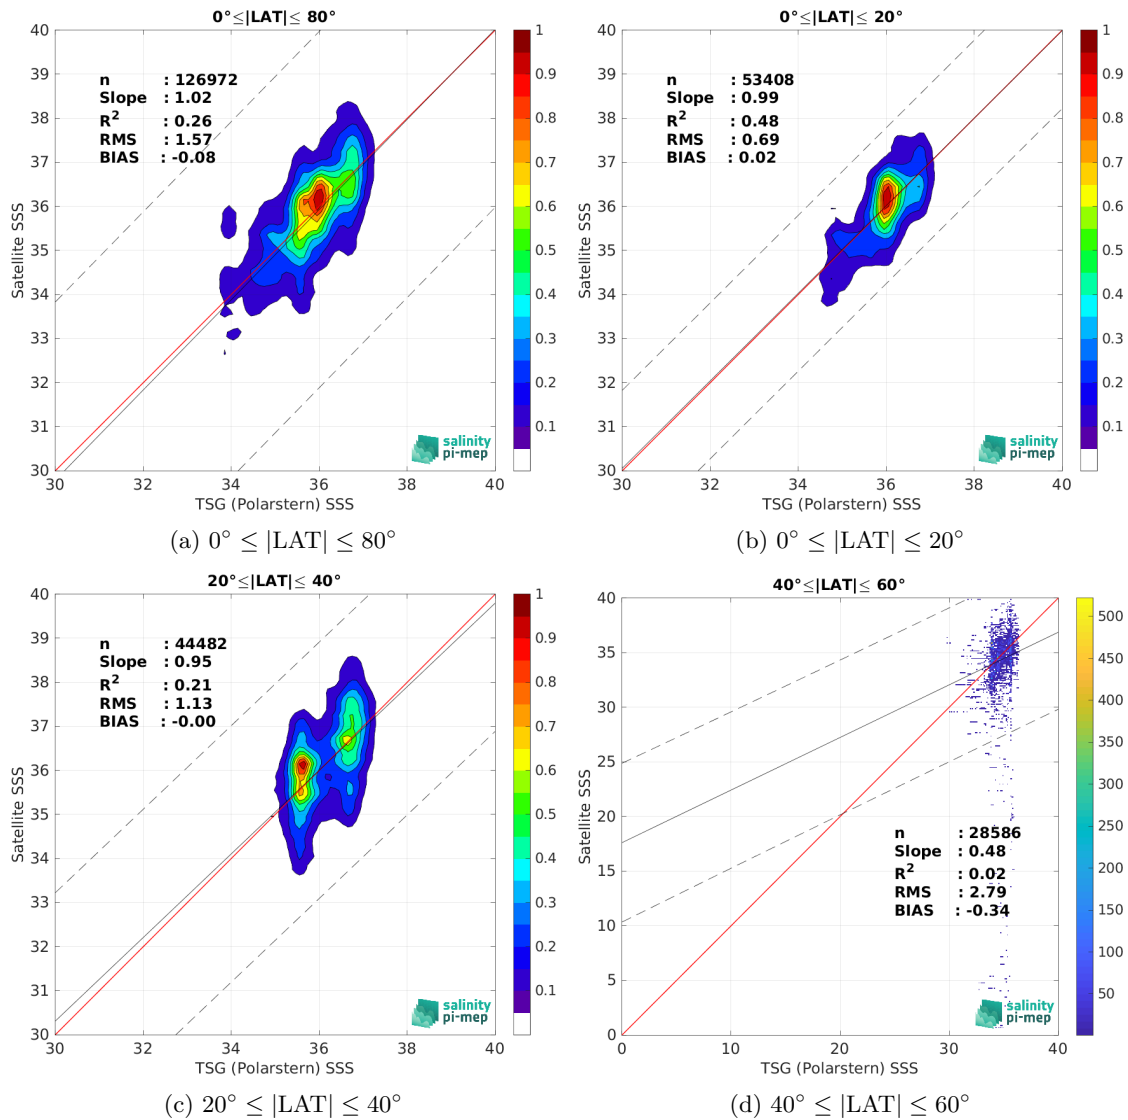 0°≤|LAT|≤ 80°
40
39
38
37
36
35
34
33
32
31
30
Satellite SSS
n : 126972
Slope : 1.02
R² : 0.26
RMS : 1.57
BIAS : -0.08
1
0.9
0.8
0.7
0.6
0.5
0.4
0.3
0.2
0.1
salinity
pi-mep
30 32 34 36 38 40
TSG (Polarstern) SSS
(a) 0° ≤ |LAT| ≤ 80°
0°≤|LAT|≤ 20°
40
39
38
37
36
35
34
33
32
31
30
Satellite SSS
n : 53408
Slope : 0.99
R² : 0.48
RMS : 0.69
BIAS : 0.02
1
0.9
0.8
0.7
0.6
0.5
0.4
0.3
0.2
0.1
salinity
pi-mep
30 32 34 36 38 40
TSG (Polarstern) SSS
(b) 0° ≤ |LAT| ≤ 20°
20°≤|LAT|≤ 40°
40
39
38
37
36
35
34
33
32
31
30
Satellite SSS
n : 44482
Slope : 0.95
R² : 0.21
RMS : 1.13
BIAS : -0.00
1
0.9
0.8
0.7
0.6
0.5
0.4
0.3
0.2
0.1
salinity
pi-mep
30 32 34 36 38 40
TSG (Polarstern) SSS
(c) 20° ≤ |LAT| ≤ 40°
40°≤|LAT|≤ 60°
40
35
30
25
20
15
10
5
0
Satellite SSS
n : 28586
Slope : 0.48
R² : 0.02
RMS : 2.79
BIAS : -0.34
500
450
400
350
300
250
200
150
100
50
salinity
pi-mep
0 10 20 30 40
TSG (Polarstern) SSS
(d) 40° ≤ |LAT| ≤ 60°